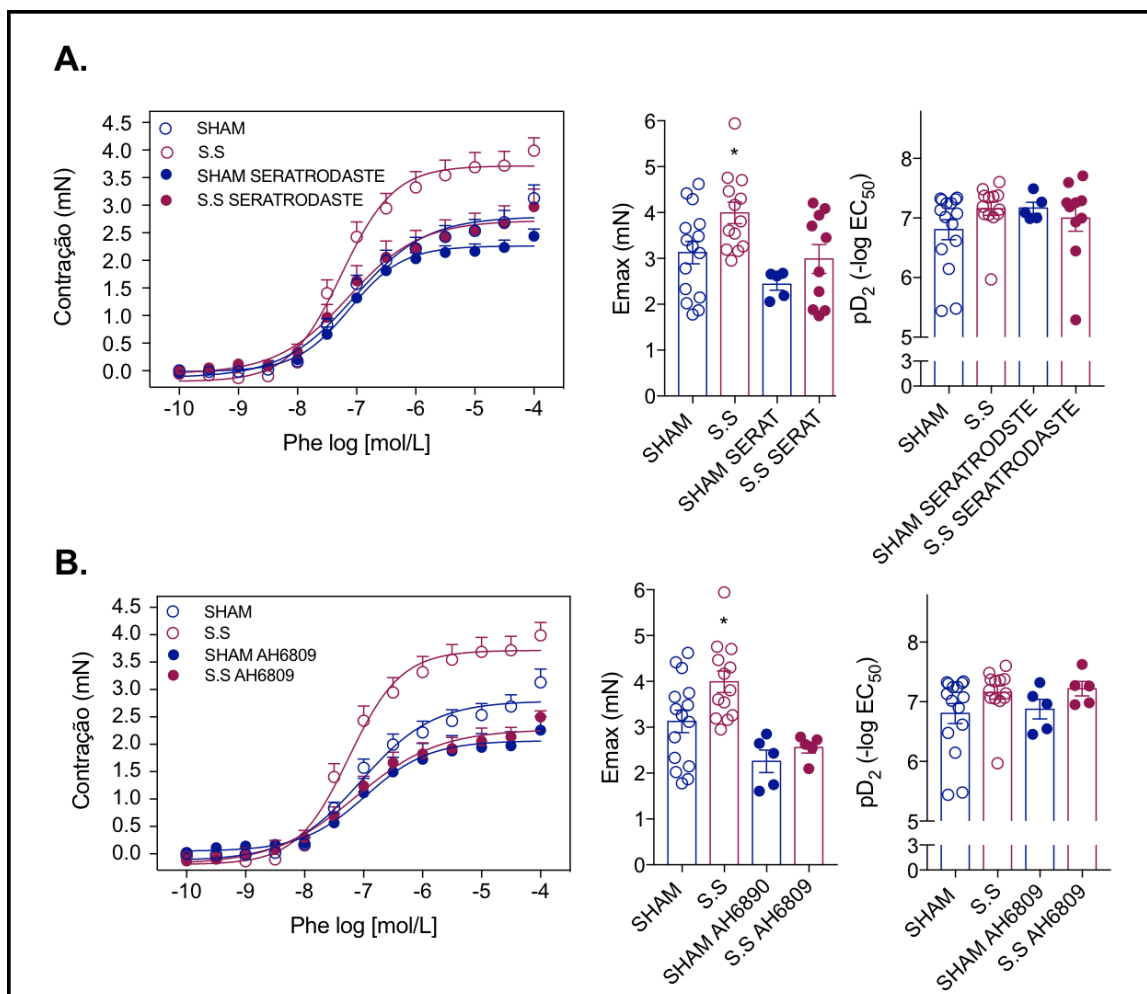 A.
Contração (mN)
4.5
4.0
3.5
3.0
2.5
2.0
1.5
1.0
0.5
0.0
SHAM
S.S
SHAM SERATRODASTE
S.S SERATRODASTE
-10 -9 -8 -7 -6 -5 -4
Phe log [mol/L]
Emax (mN)
6
5
4
3
2
1
0
*
SHAM
S.S
SHAM SERAT
S.S SERAT
pD2 (-log EC50)
8
7
6
5
3
0
SHAM
S.S
SHAM SERATRODSTE
S.S SERATRODASTE
B.
Contração (mN)
4.5
4.0
3.5
3.0
2.5
2.0
1.5
1.0
0.5
0.0
SHAM
S.S
SHAM AH6809
S.S AH6809
-10 -9 -8 -7 -6 -5 -4
Phe log [mol/L]
Emax (mN)
6
5
4
3
2
1
0
*
SHAM
S.S
SHAM AH6890
S.S AH6809
pD2 (-log EC50)
8
7
6
5
3
0
SHAM
S.S
SHAM AH6809
S.S AH6809